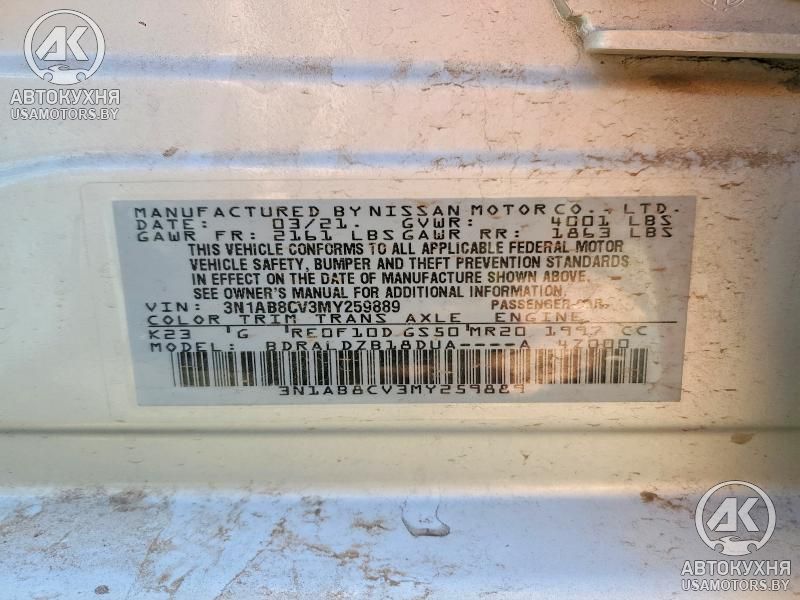 АК
АВТОКУХНЯ
USAMOTORS.BY
MANUFACTURED BY NISSAN MOTOR CO., LTD.
DATE: 03/21. GVWR: 4001 LBS
GAWR FR: 2161 LBS GAWR RR: 1863 LBS
THIS VEHICLE CONFORMS TO ALL APPLICABLE FEDERAL MOTOR
VEHICLE SAFETY, BUMPER AND THEFT PREVENTION STANDARDS
IN EFFECT ON THE DATE OF MANUFACTURE SHOWN ABOVE.
SEE OWNER'S MANUAL FOR ADDITIONAL INFORMATION.
VIN: 3N1AB8CV3MY259889 PASSENGER-CAR.
COLOR TRIM TRANS AXLE ENGINE
K23 'G 'RE0F10D GS50 MR20 1997 CC
MODEL: BDRALDZB18DUA----A 4Z000
3N1AB8CV3MY259889
АК
АВТОКУХНЯ
USAMOTORS.BY